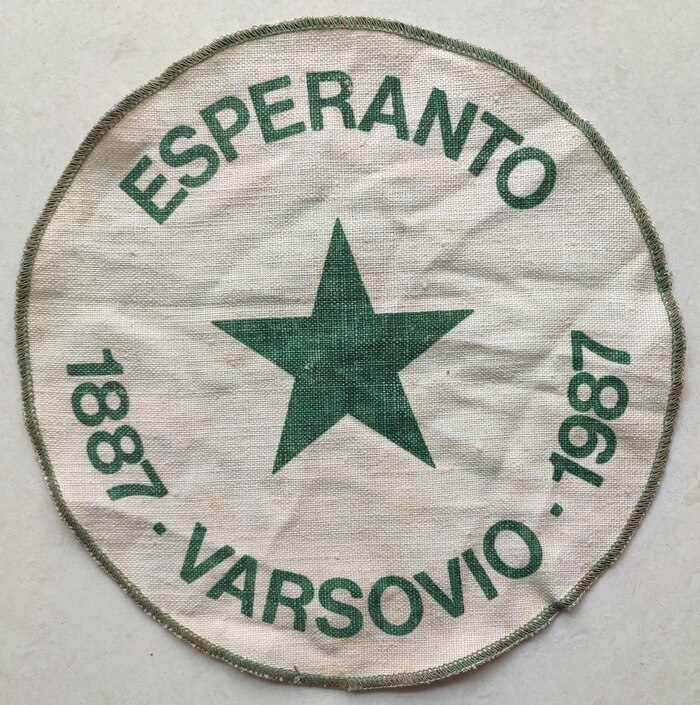 ESPERANTO
1887 · VARSOVIO · 1987